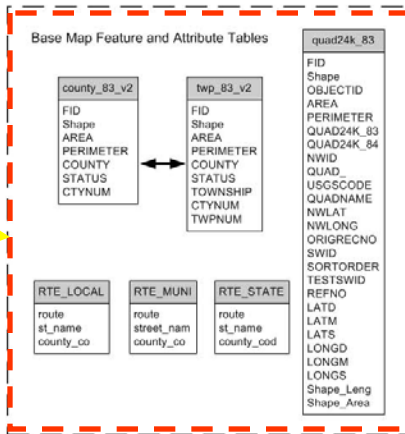 Base Map Feature and Attribute Tables
county_83_v2
FID
Shape
AREA
PERIMETER
COUNTY
STATUS
CTYNUM
twp_83_v2
FID
Shape
AREA
PERIMETER
COUNTY
STATUS
TOWNSHIP
CTYNUM
TWPNUM
quad24k_83
FID
Shape
OBJECTID
AREA
PERIMETER
QUAD24K_83
QUAD24K_84
NWID
QUAD_
USGSCODE
QUADNAME
NWLAT
NWLONG
ORIGRECNO
SWID
SORTORDER
TESTSWID
REFNO
LATD
LATM
LATS
LONGD
LONGM
LONGS
Shape_Leng
Shape_Area
RTE_LOCAL
route
st_name
county_co
RTE_MUNI
route
street_nam
county_co
RTE_STATE
route
st_name
county_cod